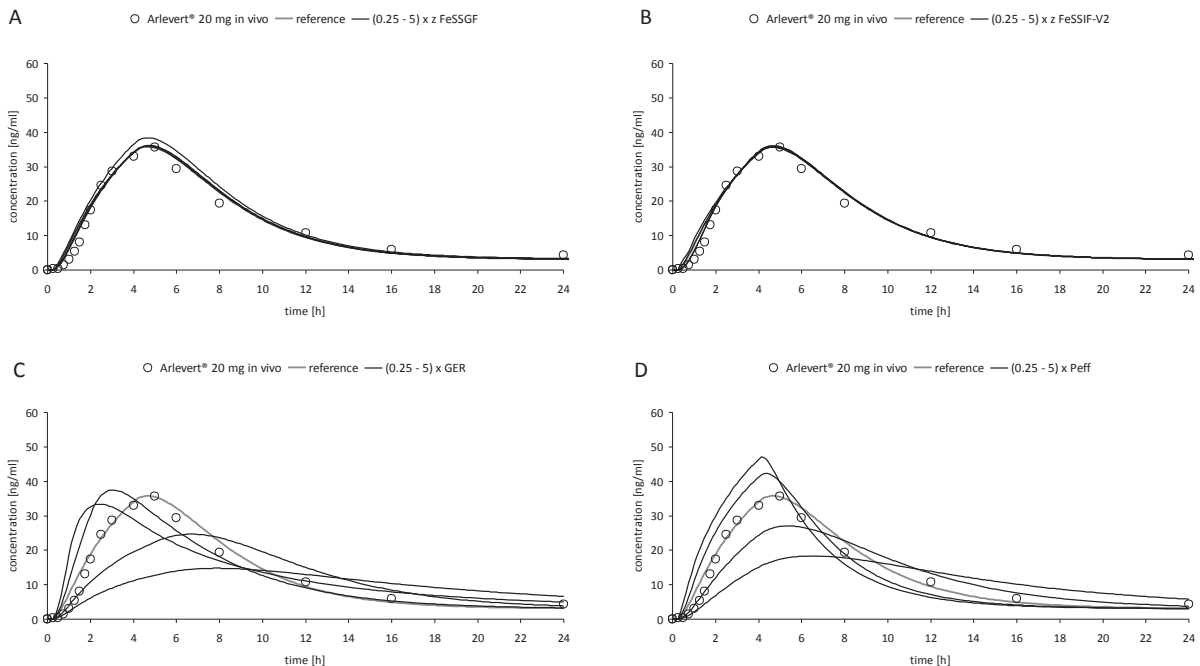 A
Arlevert® 20 mg in vivo reference (0.25 - 5) x z FeSSGF
concentration [ng/ml]
60
50
40
30
20
10
0
0 2 4 6 8 10 12 14 16 18 20 22 24
time [h]
B
Arlevert® 20 mg in vivo reference (0.25 - 5) x z FeSSIF-V2
concentration [ng/ml]
60
50
40
30
20
10
0
0 2 4 6 8 10 12 14 16 18 20 22 24
time [h]
C
Arlevert® 20 mg in vivo reference (0.25 - 5) x GER
concentration [ng/ml]
60
50
40
30
20
10
0
0 2 4 6 8 10 12 14 16 18 20 22 24
time [h]
D
Arlevert® 20 mg in vivo reference (0.25 - 5) x Peff
concentration [ng/ml]
60
50
40
30
20
10
0
0 2 4 6 8 10 12 14 16 18 20 22 24
time [h]